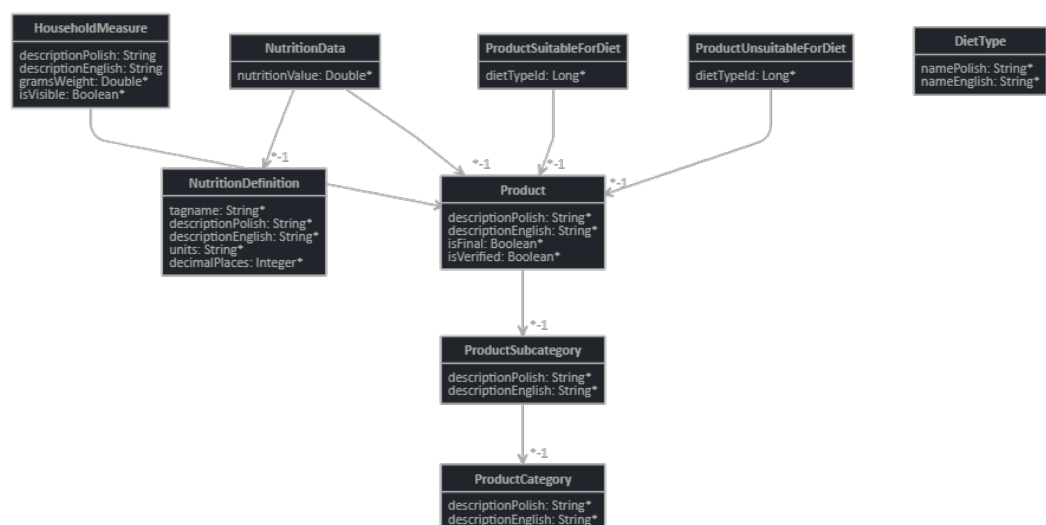 HouseholdMeasure
descriptionPolish: String
descriptionEnglish: String
gramsWeight: Double*
isVisible: Boolean*
NutritionData
nutritionValue: Double*
ProductSuitableForDiet
dietTypeId: Long*
ProductUnsuitableForDiet
dietTypeId: Long*
DietType
namePolish: String*
nameEnglish: String*
*-1
*-1
*-1
*-1
NutritionDefinition
tagname: String*
descriptionPolish: String*
descriptionEnglish: String*
units: String*
decimalPlaces: Integer*
Product
descriptionPolish: String*
descriptionEnglish: String*
isFinal: Boolean*
isVerified: Boolean*
*-1
ProductSubcategory
descriptionPolish: String*
descriptionEnglish: String*
*-1
ProductCategory
descriptionPolish: String*
descriptionEnglish: String*